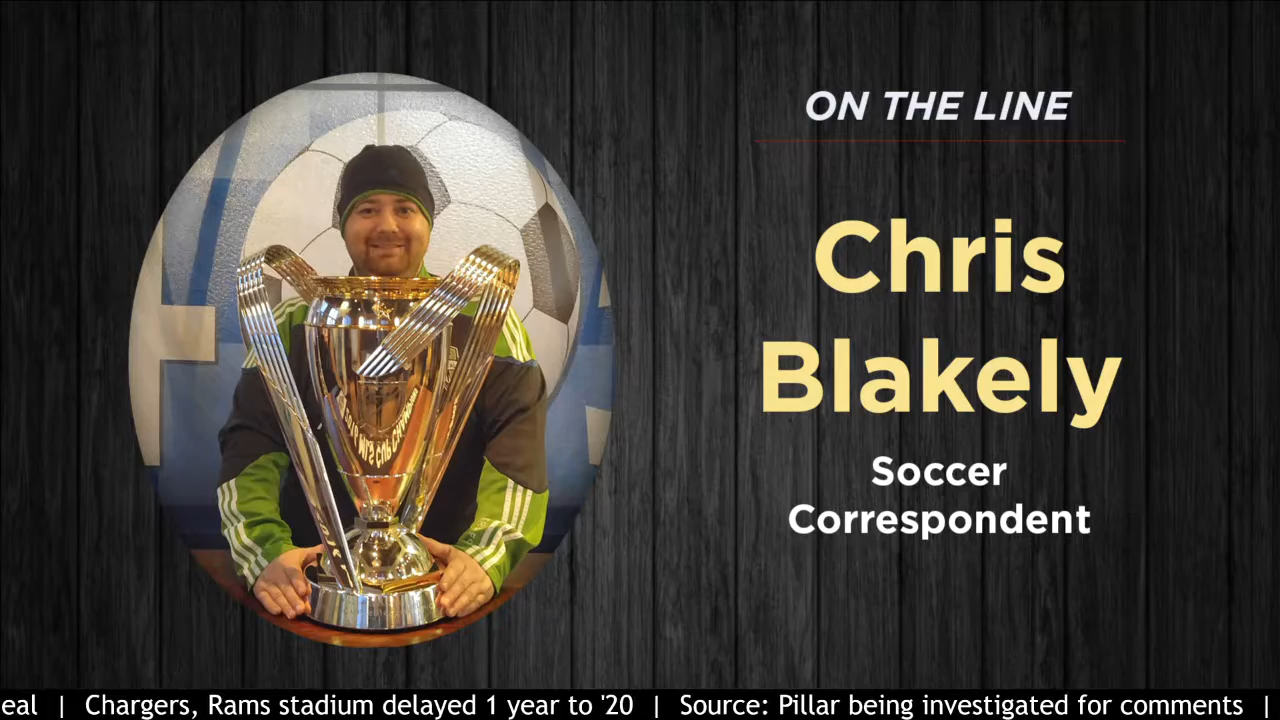 ON THE LINE
Chris
Blakely
Soccer
Correspondent
eal | Chargers, Rams stadium delayed 1 year to '20 | Source: Pillar being investigated for comments |